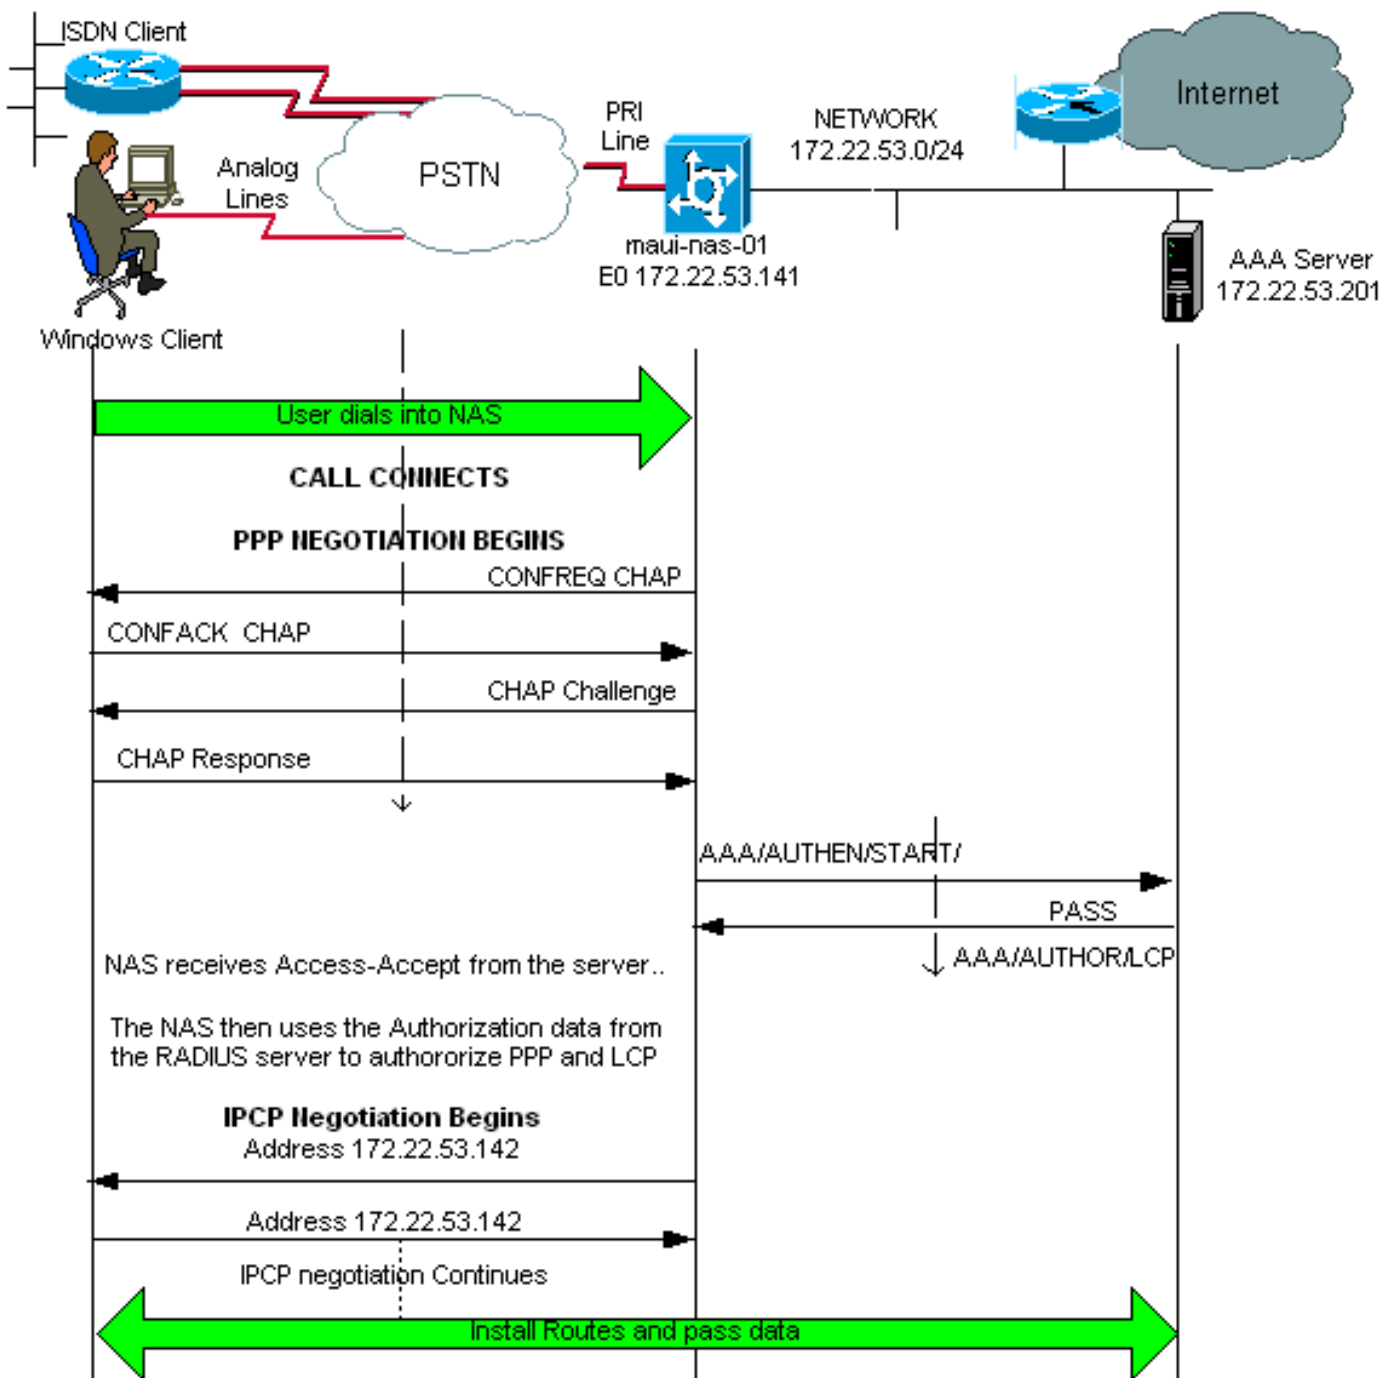 ISDN Client
Internet
PRI
Line
NETWORK
172.22.53.0/24
Analog
Lines
PSTN
maui-nas-01
E0 172.22.53.141
AAA Server
172.22.53.201
Windows Client
User dials into NAS
CALL CONNECTS
PPP NEGOTIATION BEGINS
CONFREQ CHAP
CONFACK CHAP
CHAP Challenge
CHAP Response
AAA/AUTHEN/START/
PASS
AAA/AUTHOR/LCP
NAS receives Access-Accept from the server..
The NAS then uses the Authorization data from
the RADIUS server to authororize PPP and LCP
IPCP Negotiation Begins
Address 172.22.53.142
Address 172.22.53.142
IPCP negotiation Continues
Install Routes and pass data